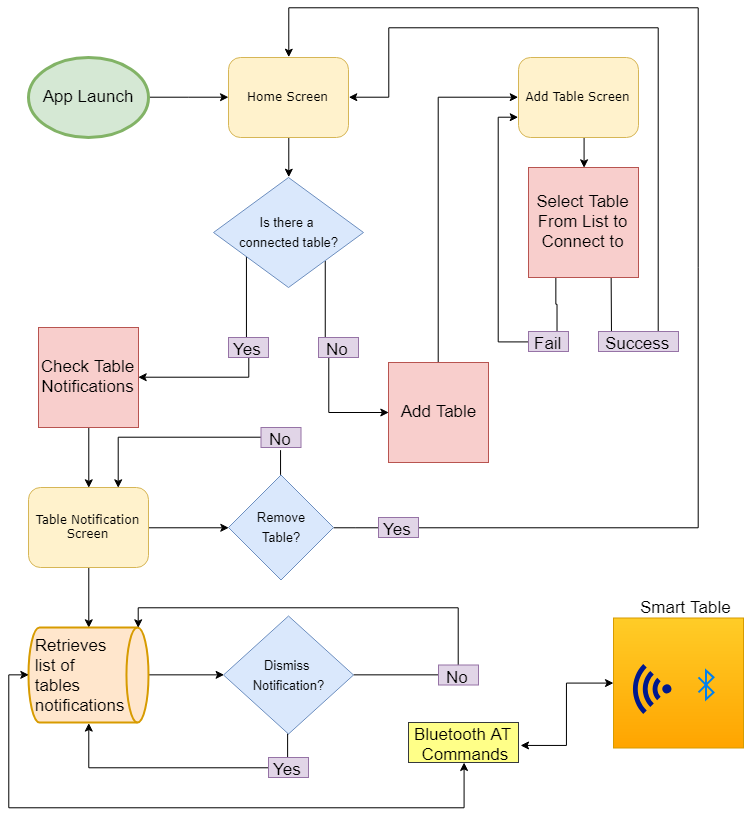 App Launch
Home Screen
Add Table Screen
Select Table
From List to
Connect to
Is there a
connected table?
Yes
No
Fail
Success
Check Table
Notifications
Add Table
No
Table Notification
Screen
Remove
Table?
Yes
Smart Table
Retrieves
list of
tables
notifications
Dismiss
Notification?
No
Bluetooth AT
Commands
Yes